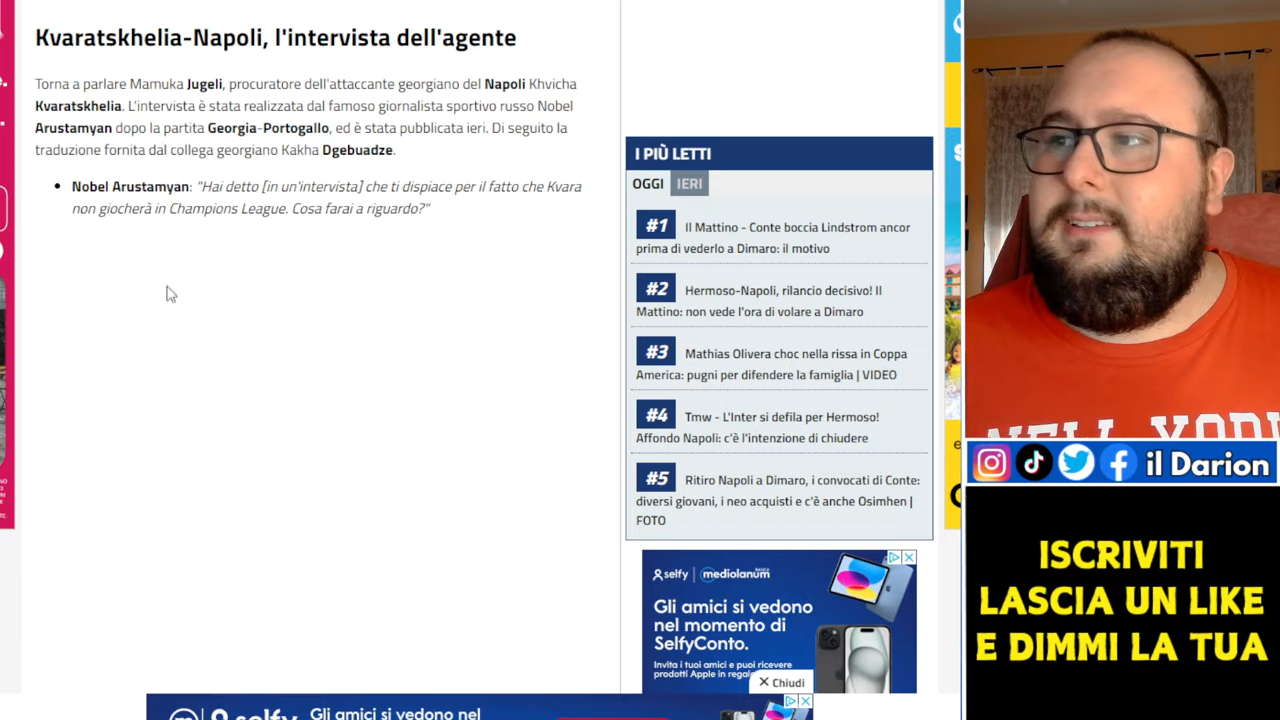 Kvaratskhelia-Napoli, l'intervista dell'agente
Torna a parlare Mamuka Jugeli, procuratore dell'attaccante georgiano del Napoli Khvicha
Kvaratskhelia. L'intervista è stata realizzata dal famoso giornalista sportivo russo Nobel
Arustamyan dopo la partita Georgia-Portogallo, ed è stata pubblicata ieri. Di seguito la
traduzione fornita dal collega georgiano Kakha Dgebuadze.
• Nobel Arustamyan: "Hai detto [in un'intervista] che ti dispiace per il fatto che Kvara
non giocherà in Champions League. Cosa farai a riguardo?"
I PIÙ LETTI
OGGI IERI
#1 Il Mattino - Conte boccia Lindstrom ancor
prima di vederlo a Dimaro: il motivo
#2 Hermoso-Napoli, rilancio decisivo! Il
Mattino: non vede l'ora di volare a Dimaro
#3 Mathias Olivera choc nella rissa in Coppa
America: pugni per difendere la famiglia | VIDEO
#4 Tmw - L'Inter si defila per Hermoso!
Affondo Napoli: c'è l'intenzione di chiudere
#5 Ritiro Napoli a Dimaro, i convocati di Conte:
diversi giovani, i neo acquisti e c'è anche Osimhen |
FOTO
selfy | mediolanum BANCA
Gli amici si vedono
nel momento di
SelfyConto.
Invita i tuoi amici e puoi ricevere
prodotti Apple in regalo
✕ Chiudi
selfy Gli amici si vedono nel
il Darion
ISCRIVITI
LASCIA UN LIKE
E DIMMI LA TUA